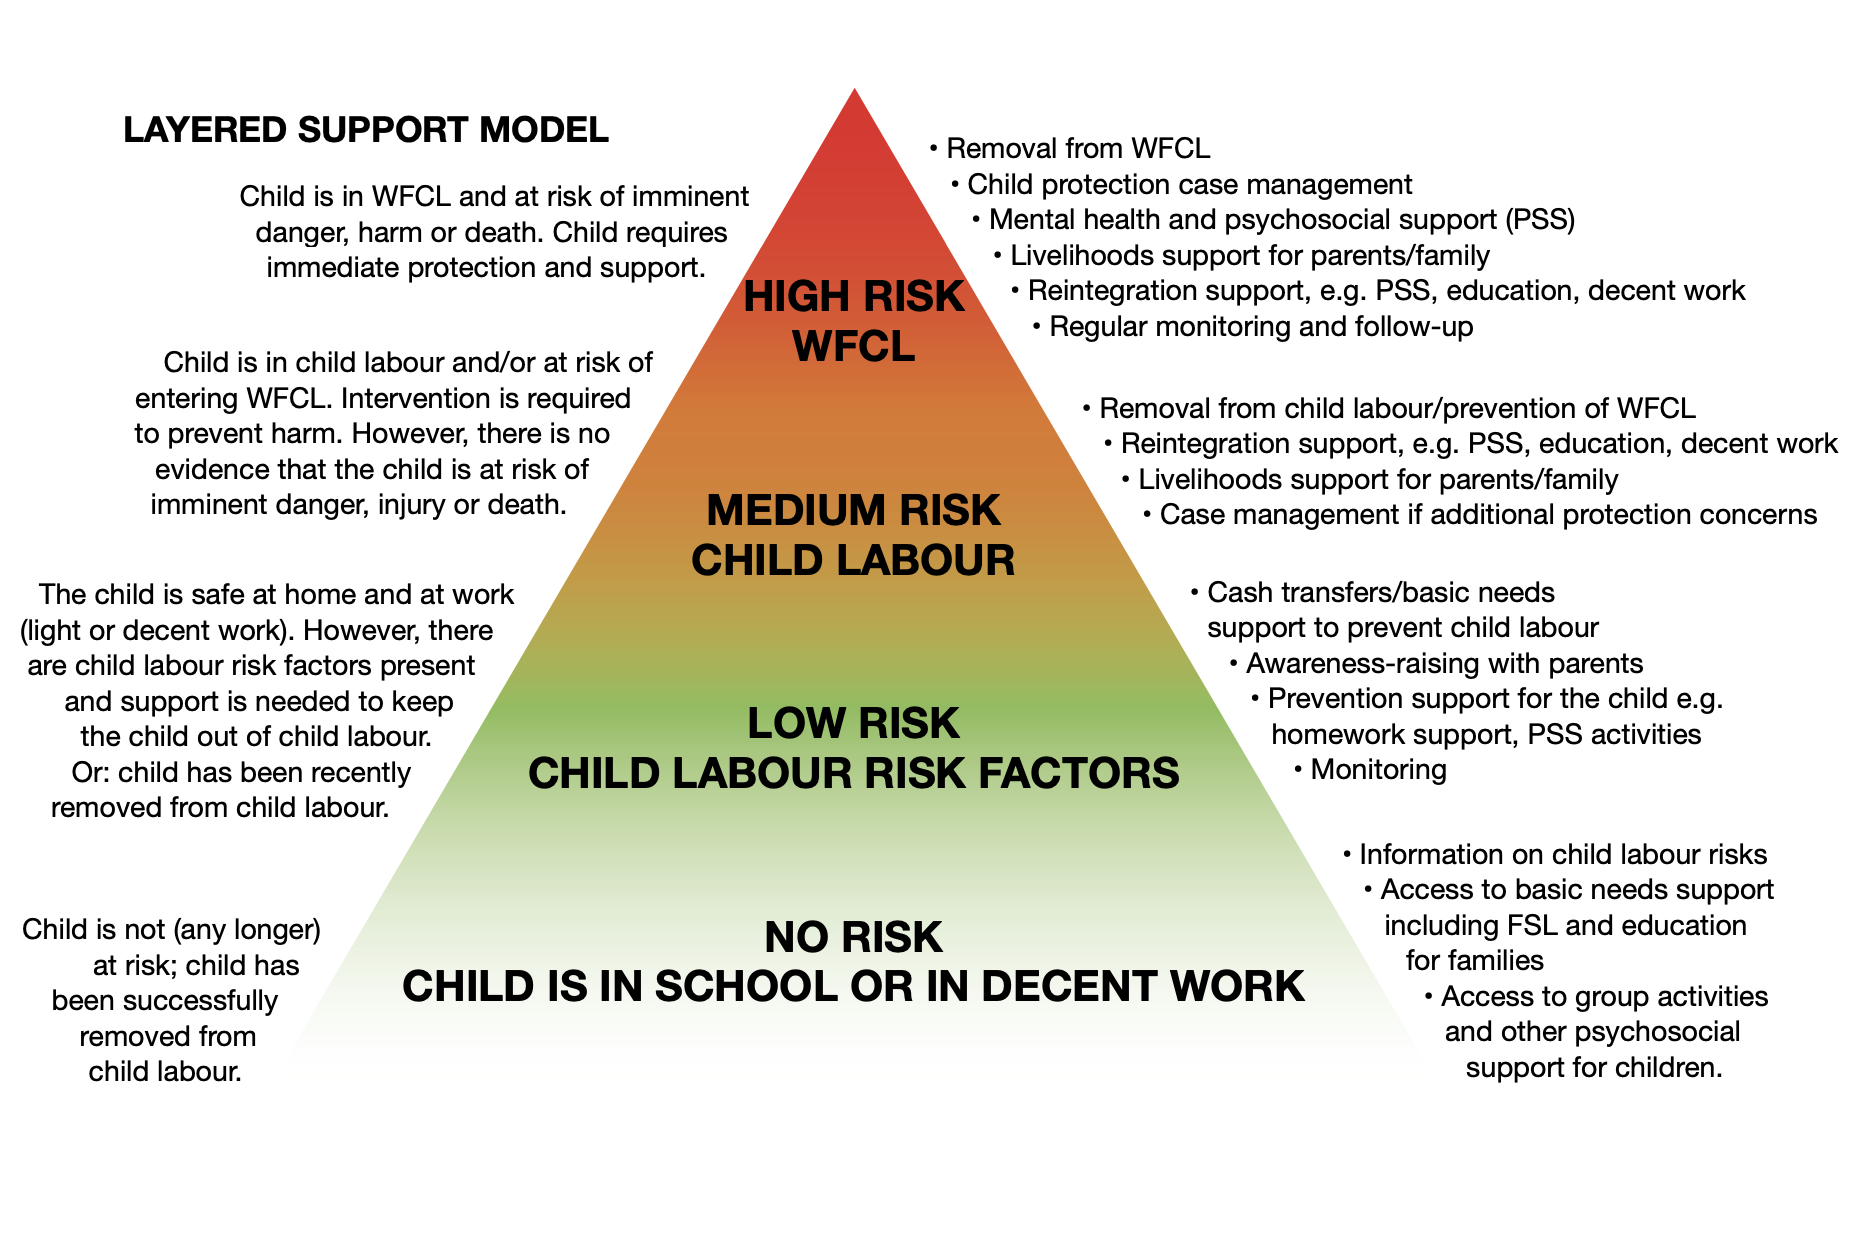 LAYERED SUPPORT MODEL
Child is in WFCL and at risk of imminent
danger, harm or death. Child requires
immediate protection and support.
HIGH RISK
WFCL
• Removal from WFCL
• Child protection case management
• Mental health and psychosocial support (PSS)
• Livelihoods support for parents/family
• Reintegration support, e.g. PSS, education, decent work
• Regular monitoring and follow-up
Child is in child labour and/or at risk of
entering WFCL. Intervention is required
to prevent harm. However, there is no
evidence that the child is at risk of
imminent danger, injury or death.
MEDIUM RISK
CHILD LABOUR
• Removal from child labour/prevention of WFCL
• Reintegration support, e.g. PSS, education, decent work
• Livelihoods support for parents/family
• Case management if additional protection concerns
The child is safe at home and at work
(light or decent work). However, there
are child labour risk factors present
and support is needed to keep
the child out of child labour.
Or: child has been recently
removed from child labour.
LOW RISK
CHILD LABOUR RISK FACTORS
• Cash transfers/basic needs
support to prevent child labour
• Awareness-raising with parents
• Prevention support for the child e.g.
homework support, PSS activities
• Monitoring
Child is not (any longer)
at risk; child has
been successfully
removed from
child labour.
NO RISK
CHILD IS IN SCHOOL OR IN DECENT WORK
• Information on child labour risks
• Access to basic needs support
including FSL and education
for families
• Access to group activities
and other psychosocial
support for children.